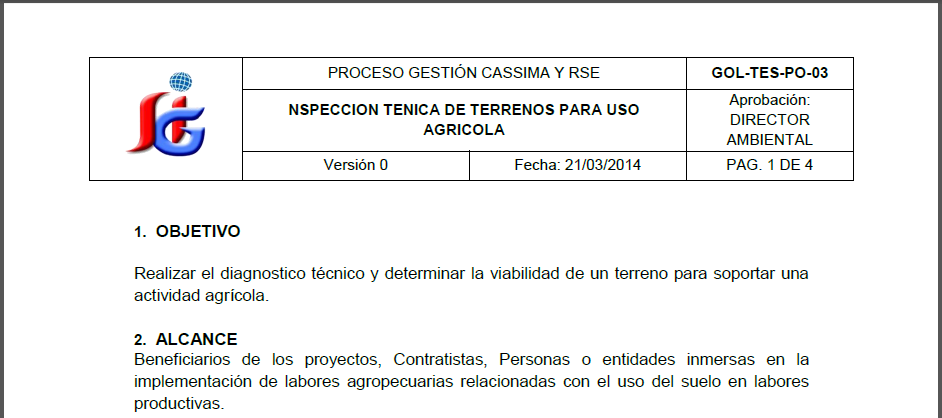 PROCESO GESTIÓN CASSIMA Y RSE
GOL-TES-PO-03
NSPECCION TENICA DE TERRENOS PARA USO
AGRICOLA
Aprobación:
DIRECTOR
AMBIENTAL
Versión 0
Fecha: 21/03/2014
PAG. 1 DE 4
1. OBJETIVO
Realizar el diagnostico técnico y determinar la viabilidad de un terreno para soportar una
actividad agrícola.
2. ALCANCE
Beneficiarios de los proyectos, Contratistas, Personas o entidades inmersas en la
implementación de labores agropecuarias relacionadas con el uso del suelo en labores
productivas.